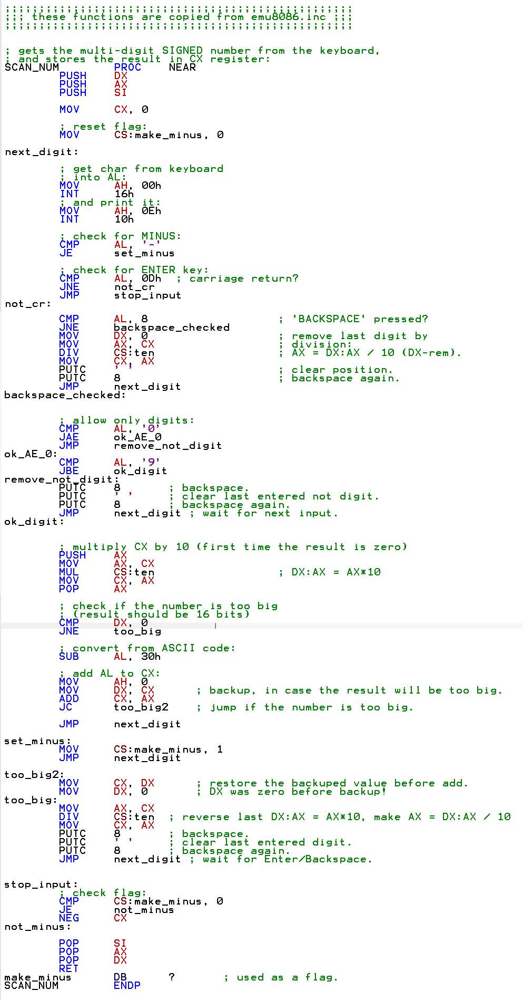 ;;;;;;;;;;;;;;;;;;;;;;;;;;;;;;;;;;;;;;;;;;;;;;;;;;;
;;; these functions are copied from emu8086.inc ;;;
;;;;;;;;;;;;;;;;;;;;;;;;;;;;;;;;;;;;;;;;;;;;;;;;;;;
; gets the multi-digit SIGNED number from the keyboard,
; and stores the result in CX register:
SCAN_NUM        PROC    NEAR
        PUSH    DX
        PUSH    AX
        PUSH    SI
        MOV     CX, 0
        ; reset flag:
        MOV     CS:make_minus, 0
next_digit:
        ; get char from keyboard
        ; into AL:
        MOV     AH, 00h
        INT     16h
        ; and print it:
        MOV     AH, 0Eh
        INT     10h
        ; check for MINUS:
        CMP     AL, '-'
        JE      set_minus
        ; check for ENTER key:
        CMP     AL, 0Dh  ; carriage return?
        JNE     not_cr
        JMP     stop_input
not_cr:
        CMP     AL, 8                   ; 'BACKSPACE' pressed?
        JNE     backspace_checked
        MOV     DX, 0                   ; remove last digit by
        MOV     AX, CX                  ; division:
        DIV     CS:ten                  ; AX = DX:AX / 10 (DX-rem).
        MOV     CX, AX
        PUTC    ' '                     ; clear position.
        PUTC    8                       ; backspace again.
        JMP     next_digit
backspace_checked:
        ; allow only digits:
        CMP     AL, '0'
        JAE     ok_AE_0
        JMP     remove_not_digit
ok_AE_0:
        CMP     AL, '9'
        JBE     ok_digit
remove_not_digit:
        PUTC    8       ; backspace.
        PUTC    ' '     ; clear last entered not digit.
        PUTC    8       ; backspace again.
        JMP     next_digit ; wait for next input.
ok_digit:
        ; multiply CX by 10 (first time the result is zero)
        PUSH    AX
        MOV     AX, CX
        MUL     CS:ten                  ; DX:AX = AX*10
        MOV     CX, AX
        POP     AX
        ; check if the number is too big
        ; (result should be 16 bits)
        CMP     DX, 0
        JNE     too_big
        ; convert from ASCII code:
        SUB     AL, 30h
        ; add AL to CX:
        MOV     AH, 0
        MOV     DX, CX      ; backup, in case the result will be too big.
        ADD     CX, AX
        JC      too_big2    ; jump if the number is too big.
        JMP     next_digit
set_minus:
        MOV     CS:make_minus, 1
        JMP     next_digit
too_big2:
        MOV     CX, DX      ; restore the backuped value before add.
        MOV     DX, 0       ; DX was zero before backup!
too_big:
        MOV     AX, CX
        DIV     CS:ten  ; reverse last DX:AX = AX*10, make AX = DX:AX / 10
        MOV     CX, AX
        PUTC    8       ; backspace.
        PUTC    ' '     ; clear last entered digit.
        PUTC    8       ; backspace again.
        JMP     next_digit ; wait for Enter/Backspace.
stop_input:
        ; check flag:
        CMP     CS:make_minus, 0
        JE      not_minus
        NEG     CX
not_minus:
        POP     SI
        POP     AX
        POP     DX
        RET
make_minus      DB      ?       ; used as a flag.
SCAN_NUM        ENDP